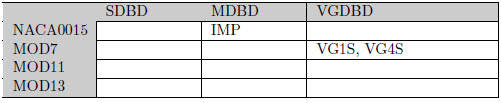 SDBD MDBD VGDBD
NACA0015 IMP
MOD7 VG1S, VG4S
MOD11
MOD13